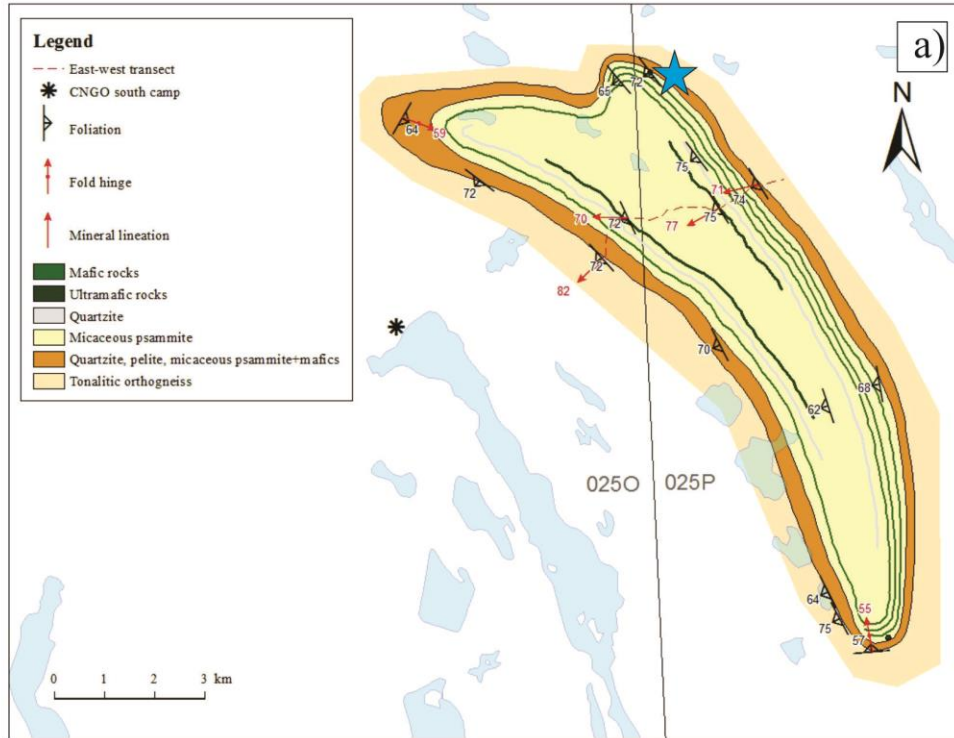 a)
Legend
East-west transect
CNGO south camp
Foliation
Fold hinge
Mineral lineation
Mafic rocks
Ultramafic rocks
Quartzite
Micaceous psammite
Quartzite, pelite, micaceous psammite+mafics
Tonalitic orthogneiss
N
72
65
64
59
75
72
71
74
70
72
77
75
72
82
70
68
62
025O 025P
64
55
75
57
0 1 2 3 km